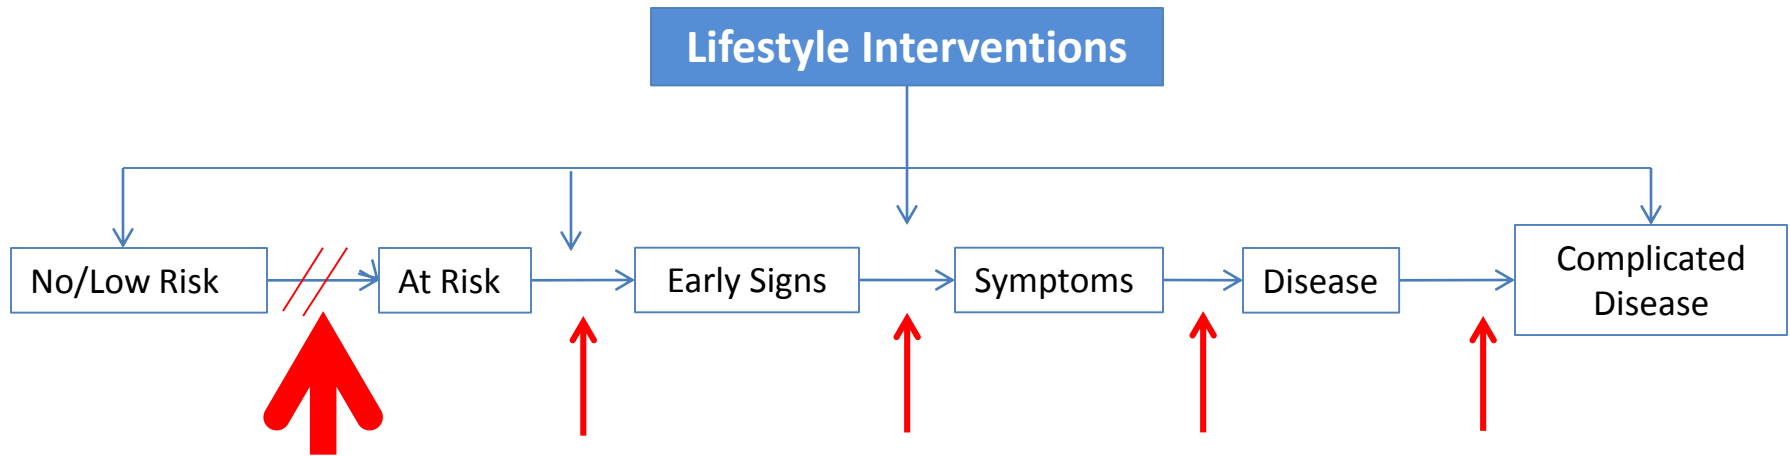 Lifestyle Interventions
No/Low Risk
At Risk
Early Signs
Symptoms
Disease
Complicated
Disease